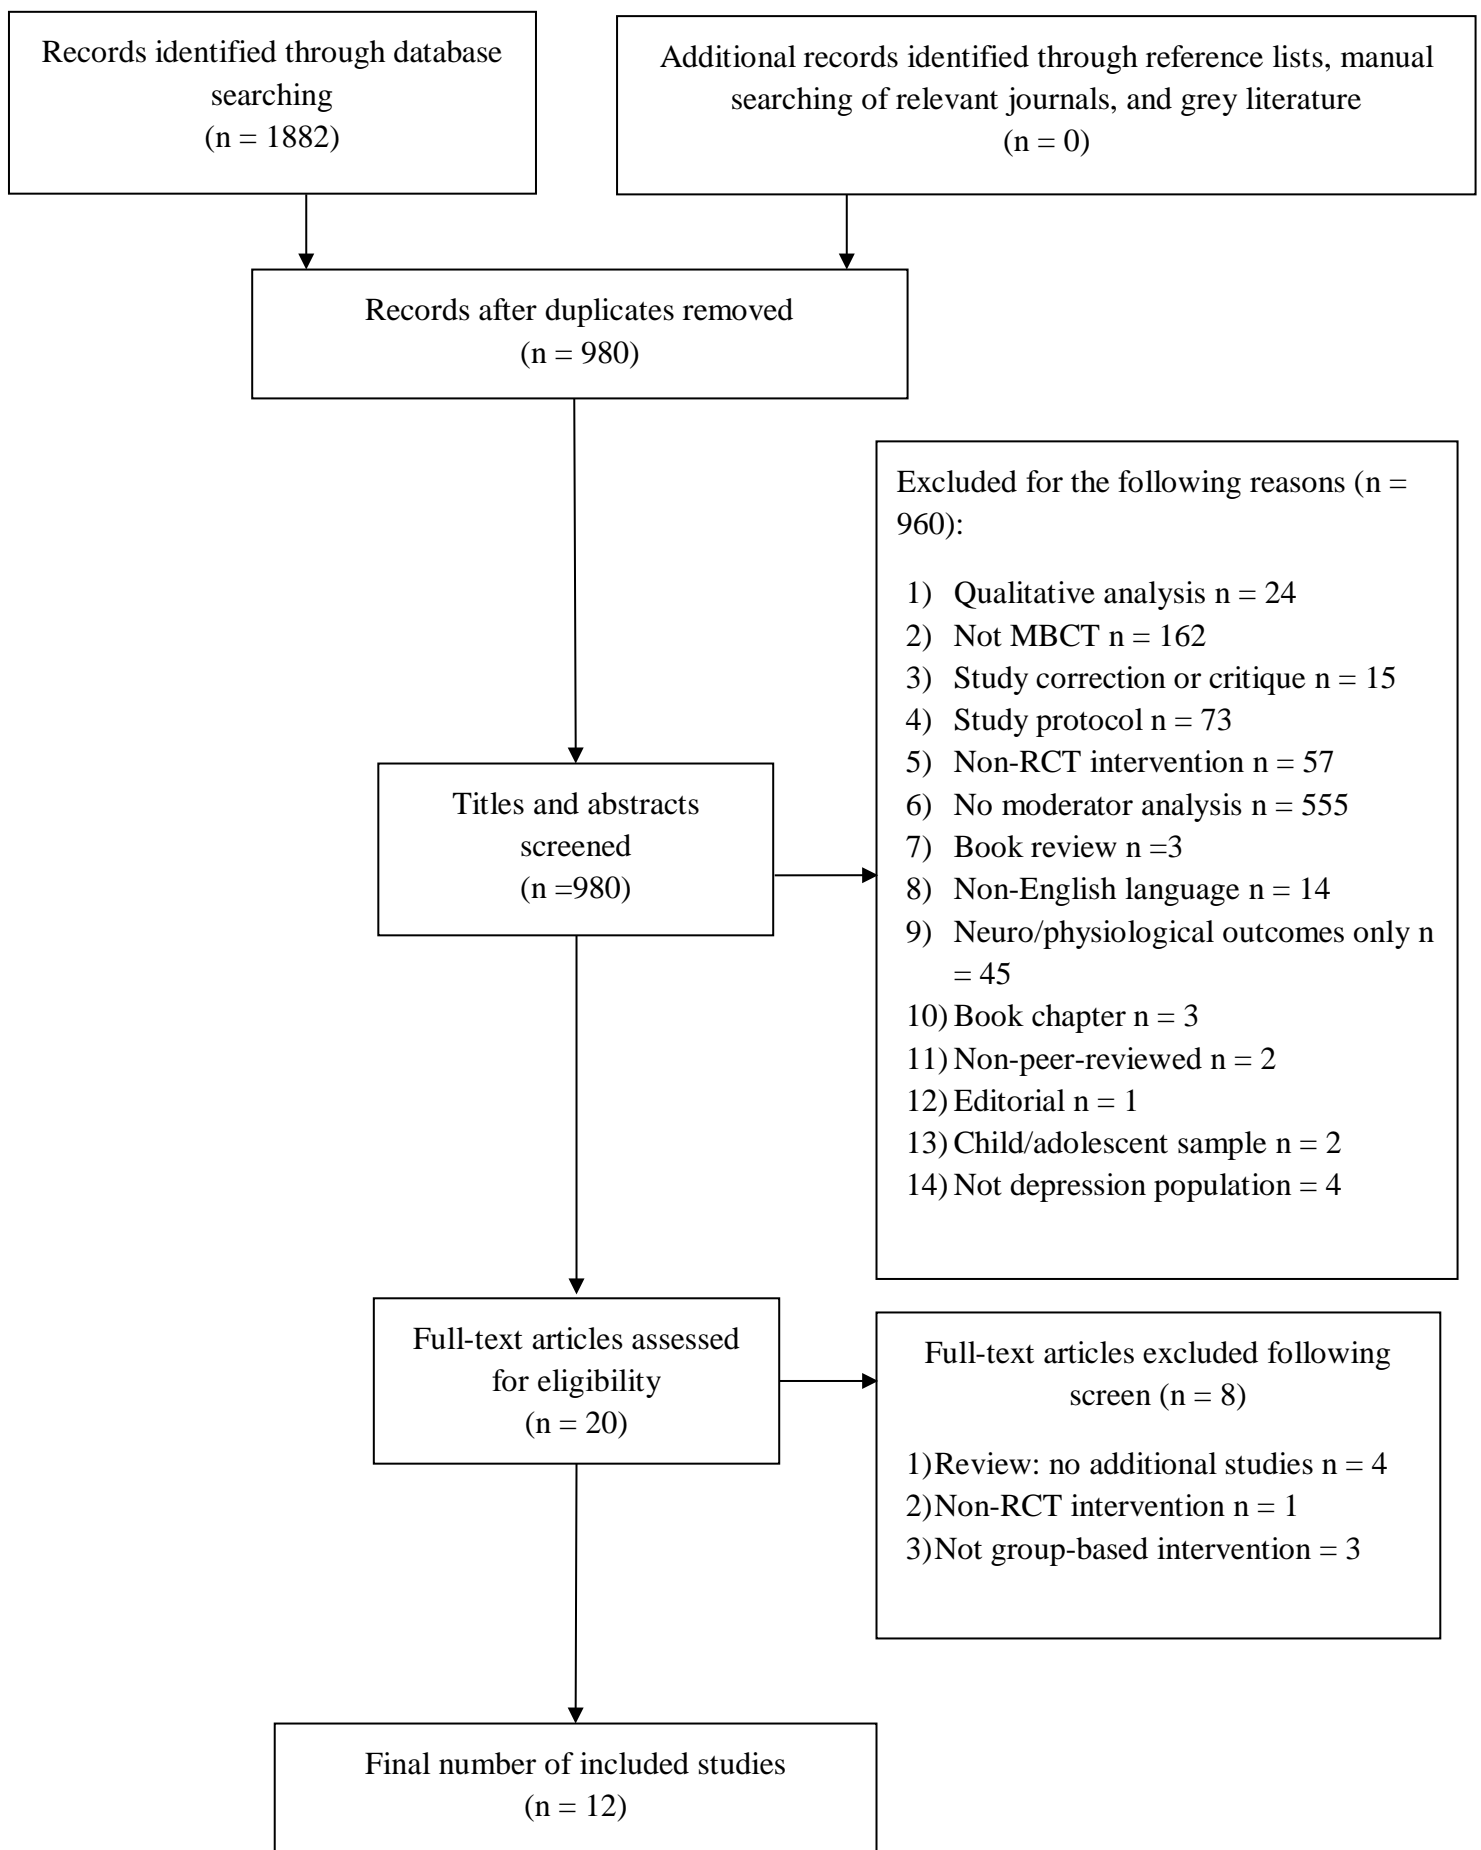 Records identified through database
searching
(n = 1882)
Additional records identified through reference lists, manual
searching of relevant journals, and grey literature
(n = 0)
Records after duplicates removed
(n = 980)
Excluded for the following reasons (n =
960):
1) Qualitative analysis n = 24
2) Not MBCT n = 162
3) Study correction or critique n = 15
4) Study protocol n = 73
5) Non-RCT intervention n = 57
6) No moderator analysis n = 555
7) Book review n =3
8) Non-English language n = 14
9) Neuro/physiological outcomes only n
= 45
10) Book chapter n = 3
11) Non-peer-reviewed n = 2
12) Editorial n = 1
13) Child/adolescent sample n = 2
14) Not depression population = 4
Titles and abstracts
screened
(n =980)
Full-text articles assessed
for eligibility
(n = 20)
Full-text articles excluded following
screen (n = 8)
1)Review: no additional studies n = 4
2)Non-RCT intervention n = 1
3)Not group-based intervention = 3
Final number of included studies
(n = 12)